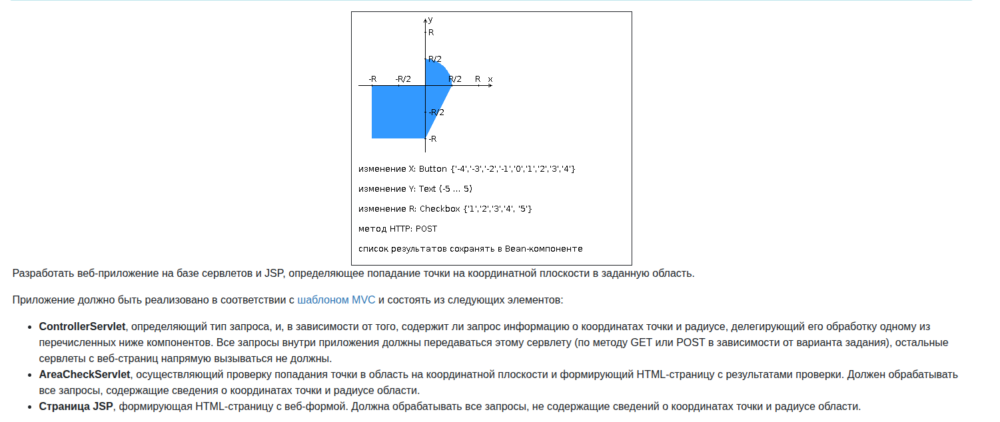 y
R
R/2
-R -R/2 R/2 R x
-R/2
-R
изменение X: Button {'-4','-3','-2','-1','0','1','2','3','4'}
изменение Y: Text (-5 ... 5)
изменение R: Checkbox {'1','2','3','4', '5'}
метод HTTP: POST
список результатов сохранять в Bean-компоненте
Разработать веб-приложение на базе сервлетов и JSP, определяющее попадание точки на координатной плоскости в заданную область.
Приложение должно быть реализовано в соответствии с шаблоном MVC и состоять из следующих элементов:
• ControllerServlet, определяющий тип запроса, и, в зависимости от того, содержит ли запрос информацию о координатах точки и радиусе, делегирующий его обработку одному из
перечисленных ниже компонентов. Все запросы внутри приложения должны передаваться этому сервлету (по методу GET или POST в зависимости от варианта задания), остальные
сервлеты с веб-страниц напрямую вызываться не должны.
• AreaCheckServlet, осуществляющий проверку попадания точки в область на координатной плоскости и формирующий HTML-страницу с результатами проверки. Должен обрабатывать
все запросы, содержащие сведения о координатах точки и радиусе области.
• Страница JSP, формирующая HTML-страницу с веб-формой. Должна обрабатывать все запросы, не содержащие сведений о координатах точки и радиусе области.